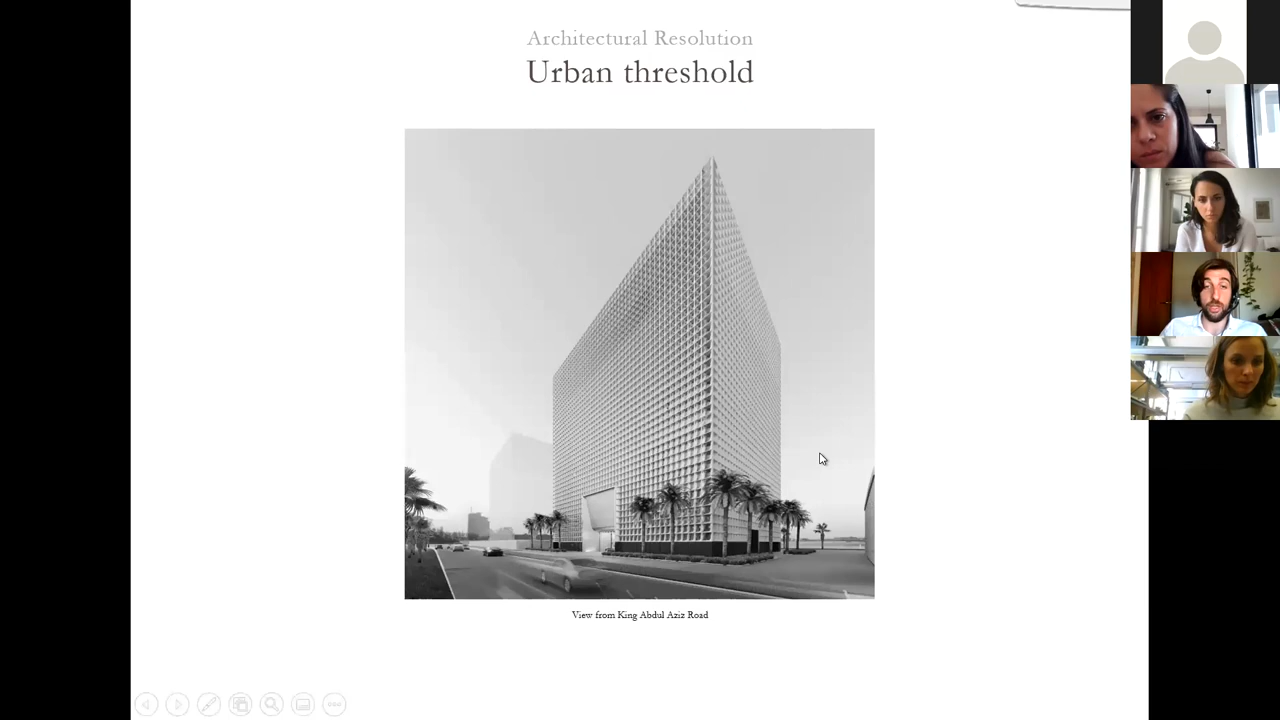 Architectural Resolution
Urban threshold
View from King Abdul Aziz Road